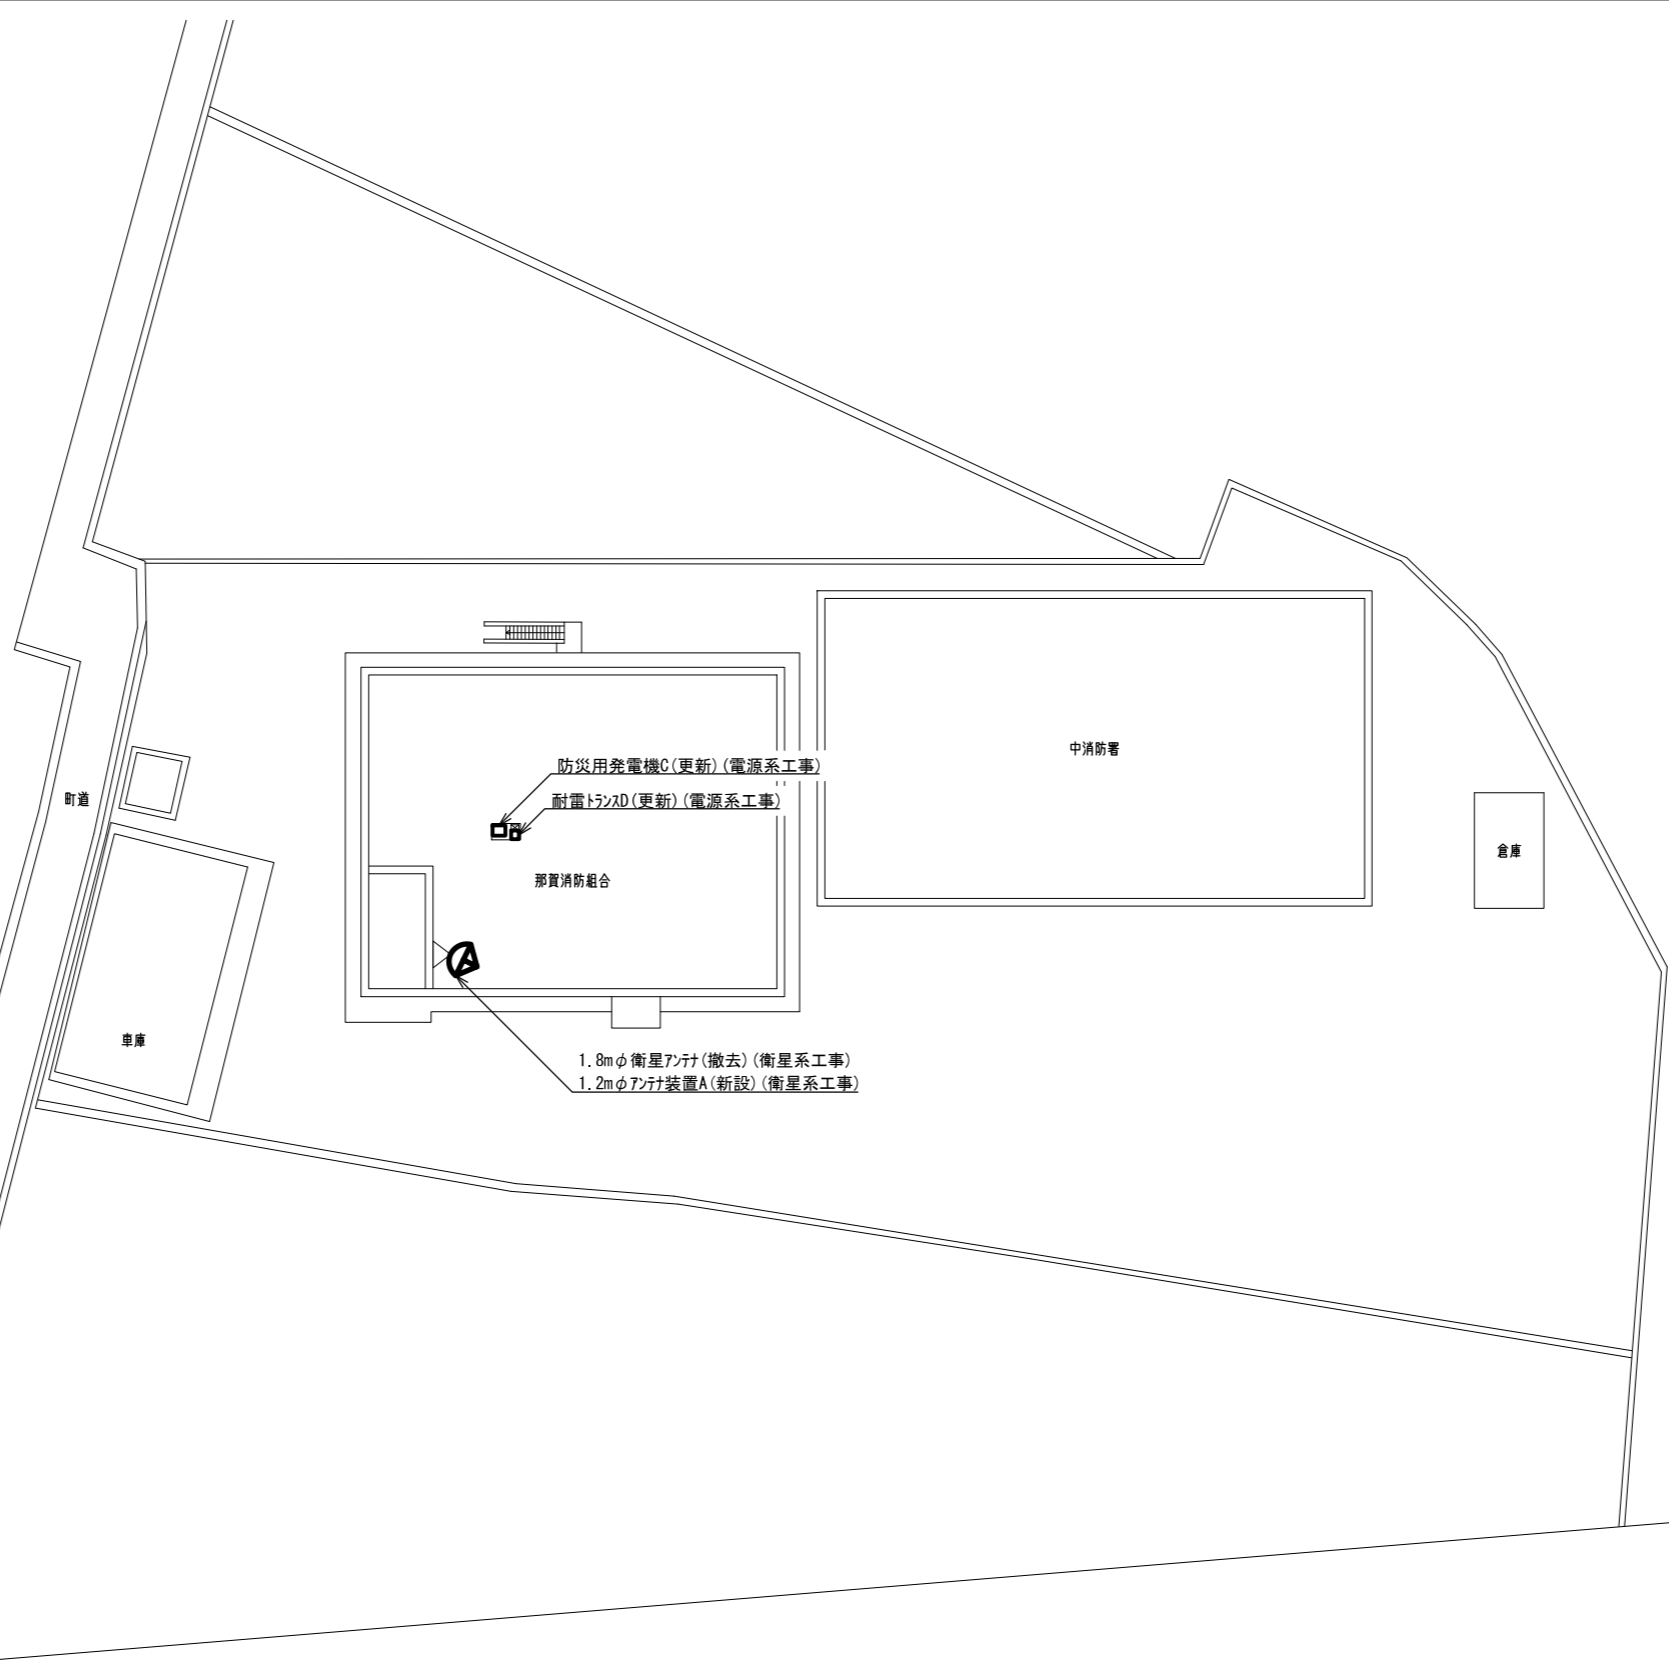 中消防署
防災用発電機C(更新)(電源系工事)
町道
耐雷トランスD(更新)(電源系工事)
倉庫
那賀消防組合
車庫
1.8mφ衛星アンテナ(撤去)(衛星系工事)
1.2mφアンテナ装置A(新設)(衛星系工事)